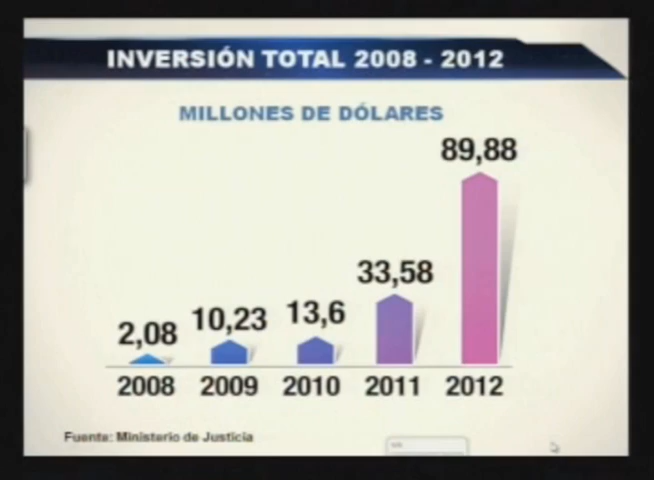 INVERSIÓN TOTAL 2008 - 2012
MILLONES DE DÓLARES
89,88
33,58
13,6
10,23
2,08
2008 2009 2010 2011 2012
Fuente: Ministerio de Justicia